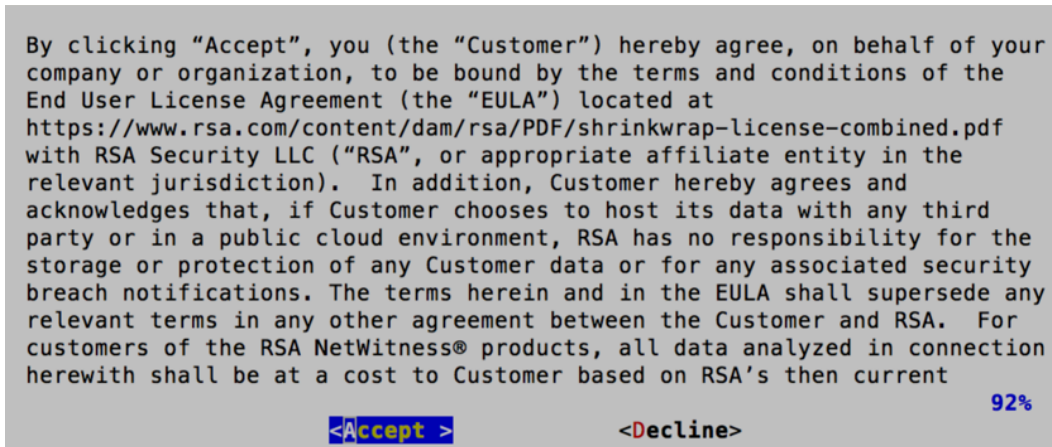 By clicking “Accept”, you (the “Customer”) hereby agree, on behalf of your
company or organization, to be bound by the terms and conditions of the
End User License Agreement (the “EULA”) located at
https://www.rsa.com/content/dam/rsa/PDF/shrinkwrap-license-combined.pdf
with RSA Security LLC (“RSA”, or appropriate affiliate entity in the
relevant jurisdiction).  In addition, Customer hereby agrees and
acknowledges that, if Customer chooses to host its data with any third
party or in a public cloud environment, RSA has no responsibility for the
storage or protection of any Customer data or for any associated security
breach notifications. The terms herein and in the EULA shall supersede any
relevant terms in any other agreement between the Customer and RSA.  For
customers of the RSA NetWitness® products, all data analyzed in connection
herewith shall be at a cost to Customer based on RSA’s then current
92%
<Accept > <Decline>